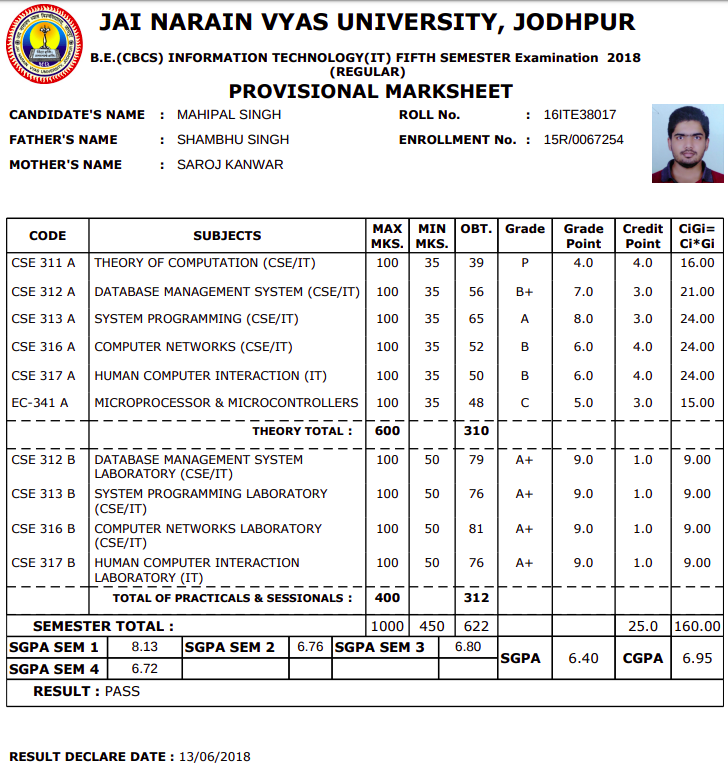 JAI NARAIN VYAS UNIVERSITY, JODHPUR
B.E.(CBCS) INFORMATION TECHNOLOGY(IT) FIFTH SEMESTER Examination 2018
(REGULAR)
PROVISIONAL MARKSHEET
CANDIDATE'S NAME : MAHIPAL SINGH ROLL No. : 16ITE38017
FATHER'S NAME : SHAMBHU SINGH ENROLLMENT No. : 15R/0067254
MOTHER'S NAME : SAROJ KANWAR
CODE SUBJECTS MAX MKS. MIN MKS. OBT. Grade Grade Point Credit Point CiGi= Ci*Gi
CSE 311 A THEORY OF COMPUTATION (CSE/IT) 100 35 39 P 4.0 4.0 16.00
CSE 312 A DATABASE MANAGEMENT SYSTEM (CSE/IT) 100 35 56 B+ 7.0 3.0 21.00
CSE 313 A SYSTEM PROGRAMMING (CSE/IT) 100 35 65 A 8.0 3.0 24.00
CSE 316 A COMPUTER NETWORKS (CSE/IT) 100 35 52 B 6.0 4.0 24.00
CSE 317 A HUMAN COMPUTER INTERACTION (IT) 100 35 50 B 6.0 4.0 24.00
EC-341 A MICROPROCESSOR & MICROCONTROLLERS 100 35 48 C 5.0 3.0 15.00
THEORY TOTAL : 600 310
CSE 312 B DATABASE MANAGEMENT SYSTEM 100 50 79 A+ 9.0 1.0 9.00
LABORATORY (CSE/IT)
CSE 313 B SYSTEM PROGRAMMING LABORATORY 100 50 76 A+ 9.0 1.0 9.00
(CSE/IT)
CSE 316 B COMPUTER NETWORKS LABORATORY 100 50 81 A+ 9.0 1.0 9.00
(CSE/IT)
CSE 317 B HUMAN COMPUTER INTERACTION 100 50 76 A+ 9.0 1.0 9.00
LABORATORY (IT)
TOTAL OF PRACTICALS & SESSIONALS : 400 312
SEMESTER TOTAL : 1000 450 622 25.0 160.00
SGPA SEM 1 8.13 SGPA SEM 2 6.76 SGPA SEM 3 6.80 SGPA 6.40 CGPA 6.95
SGPA SEM 4 6.72
RESULT : PASS
RESULT DECLARE DATE : 13/06/2018